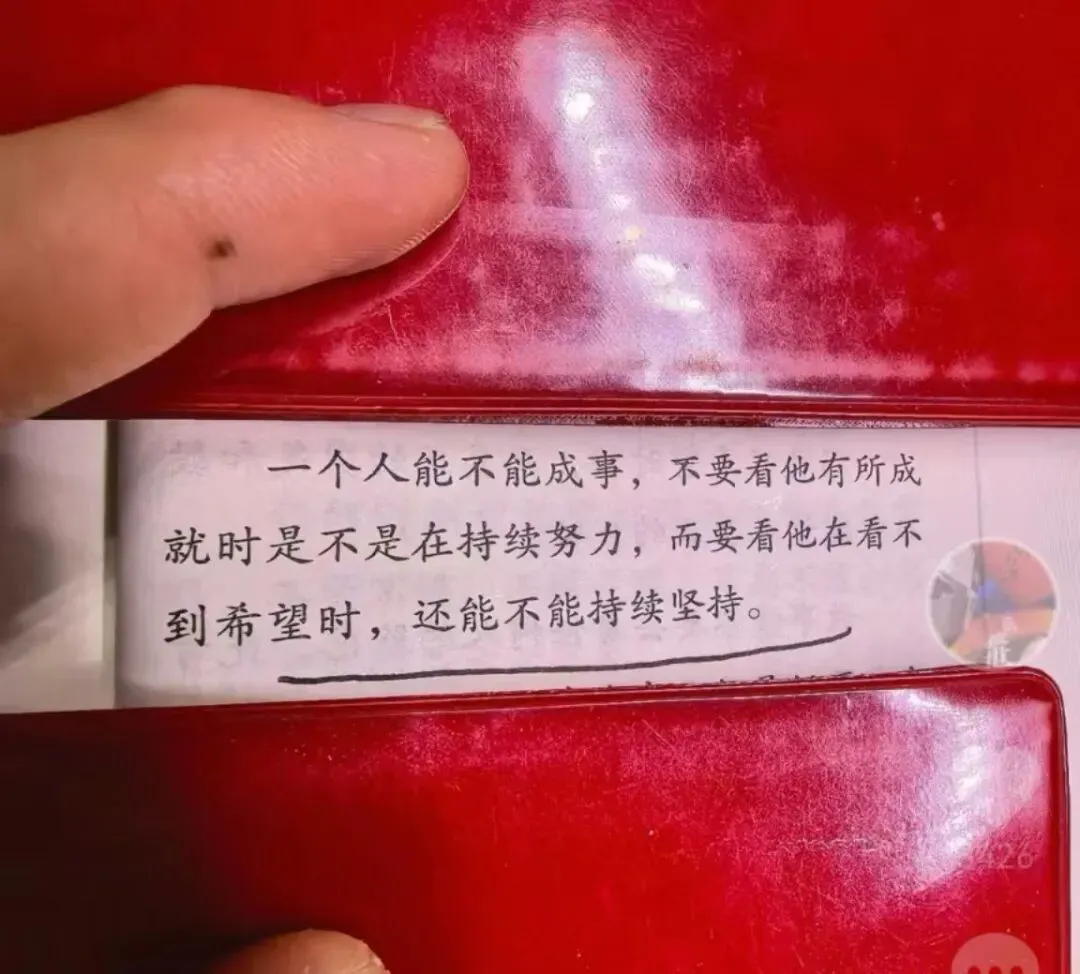 一个人能不能成事，不要看他有所成
就时是不是在持续努力，而要看他在看不
到希望时，还能不能持续坚持。